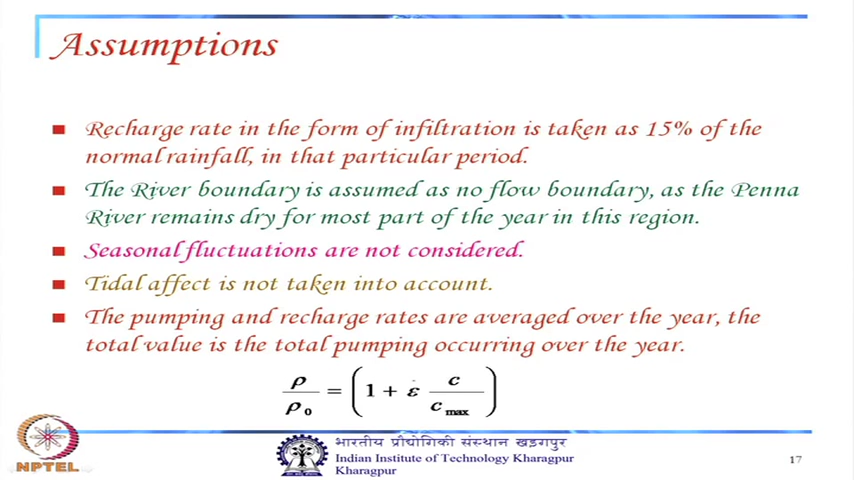 Assumptions
■ Recharge rate in the form of infiltration is taken as 15% of the
normal rainfall, in that particular period.
■ The River boundary is assumed as no flow boundary, as the Penna
River remains dry for most part of the year in this region.
■ Seasonal fluctuations are not considered.
■ Tidal affect is not taken into account.
■ The pumping and recharge rates are averaged over the year, the
total value is the total pumping occurring over the year.
ρ/ρ₀ = (1 + ε c/c_max)
भारतीय प्रौद्योगिकी संस्थान खड़गपुर
Indian Institute of Technology Kharagpur
Kharagpur
17
NPTEL